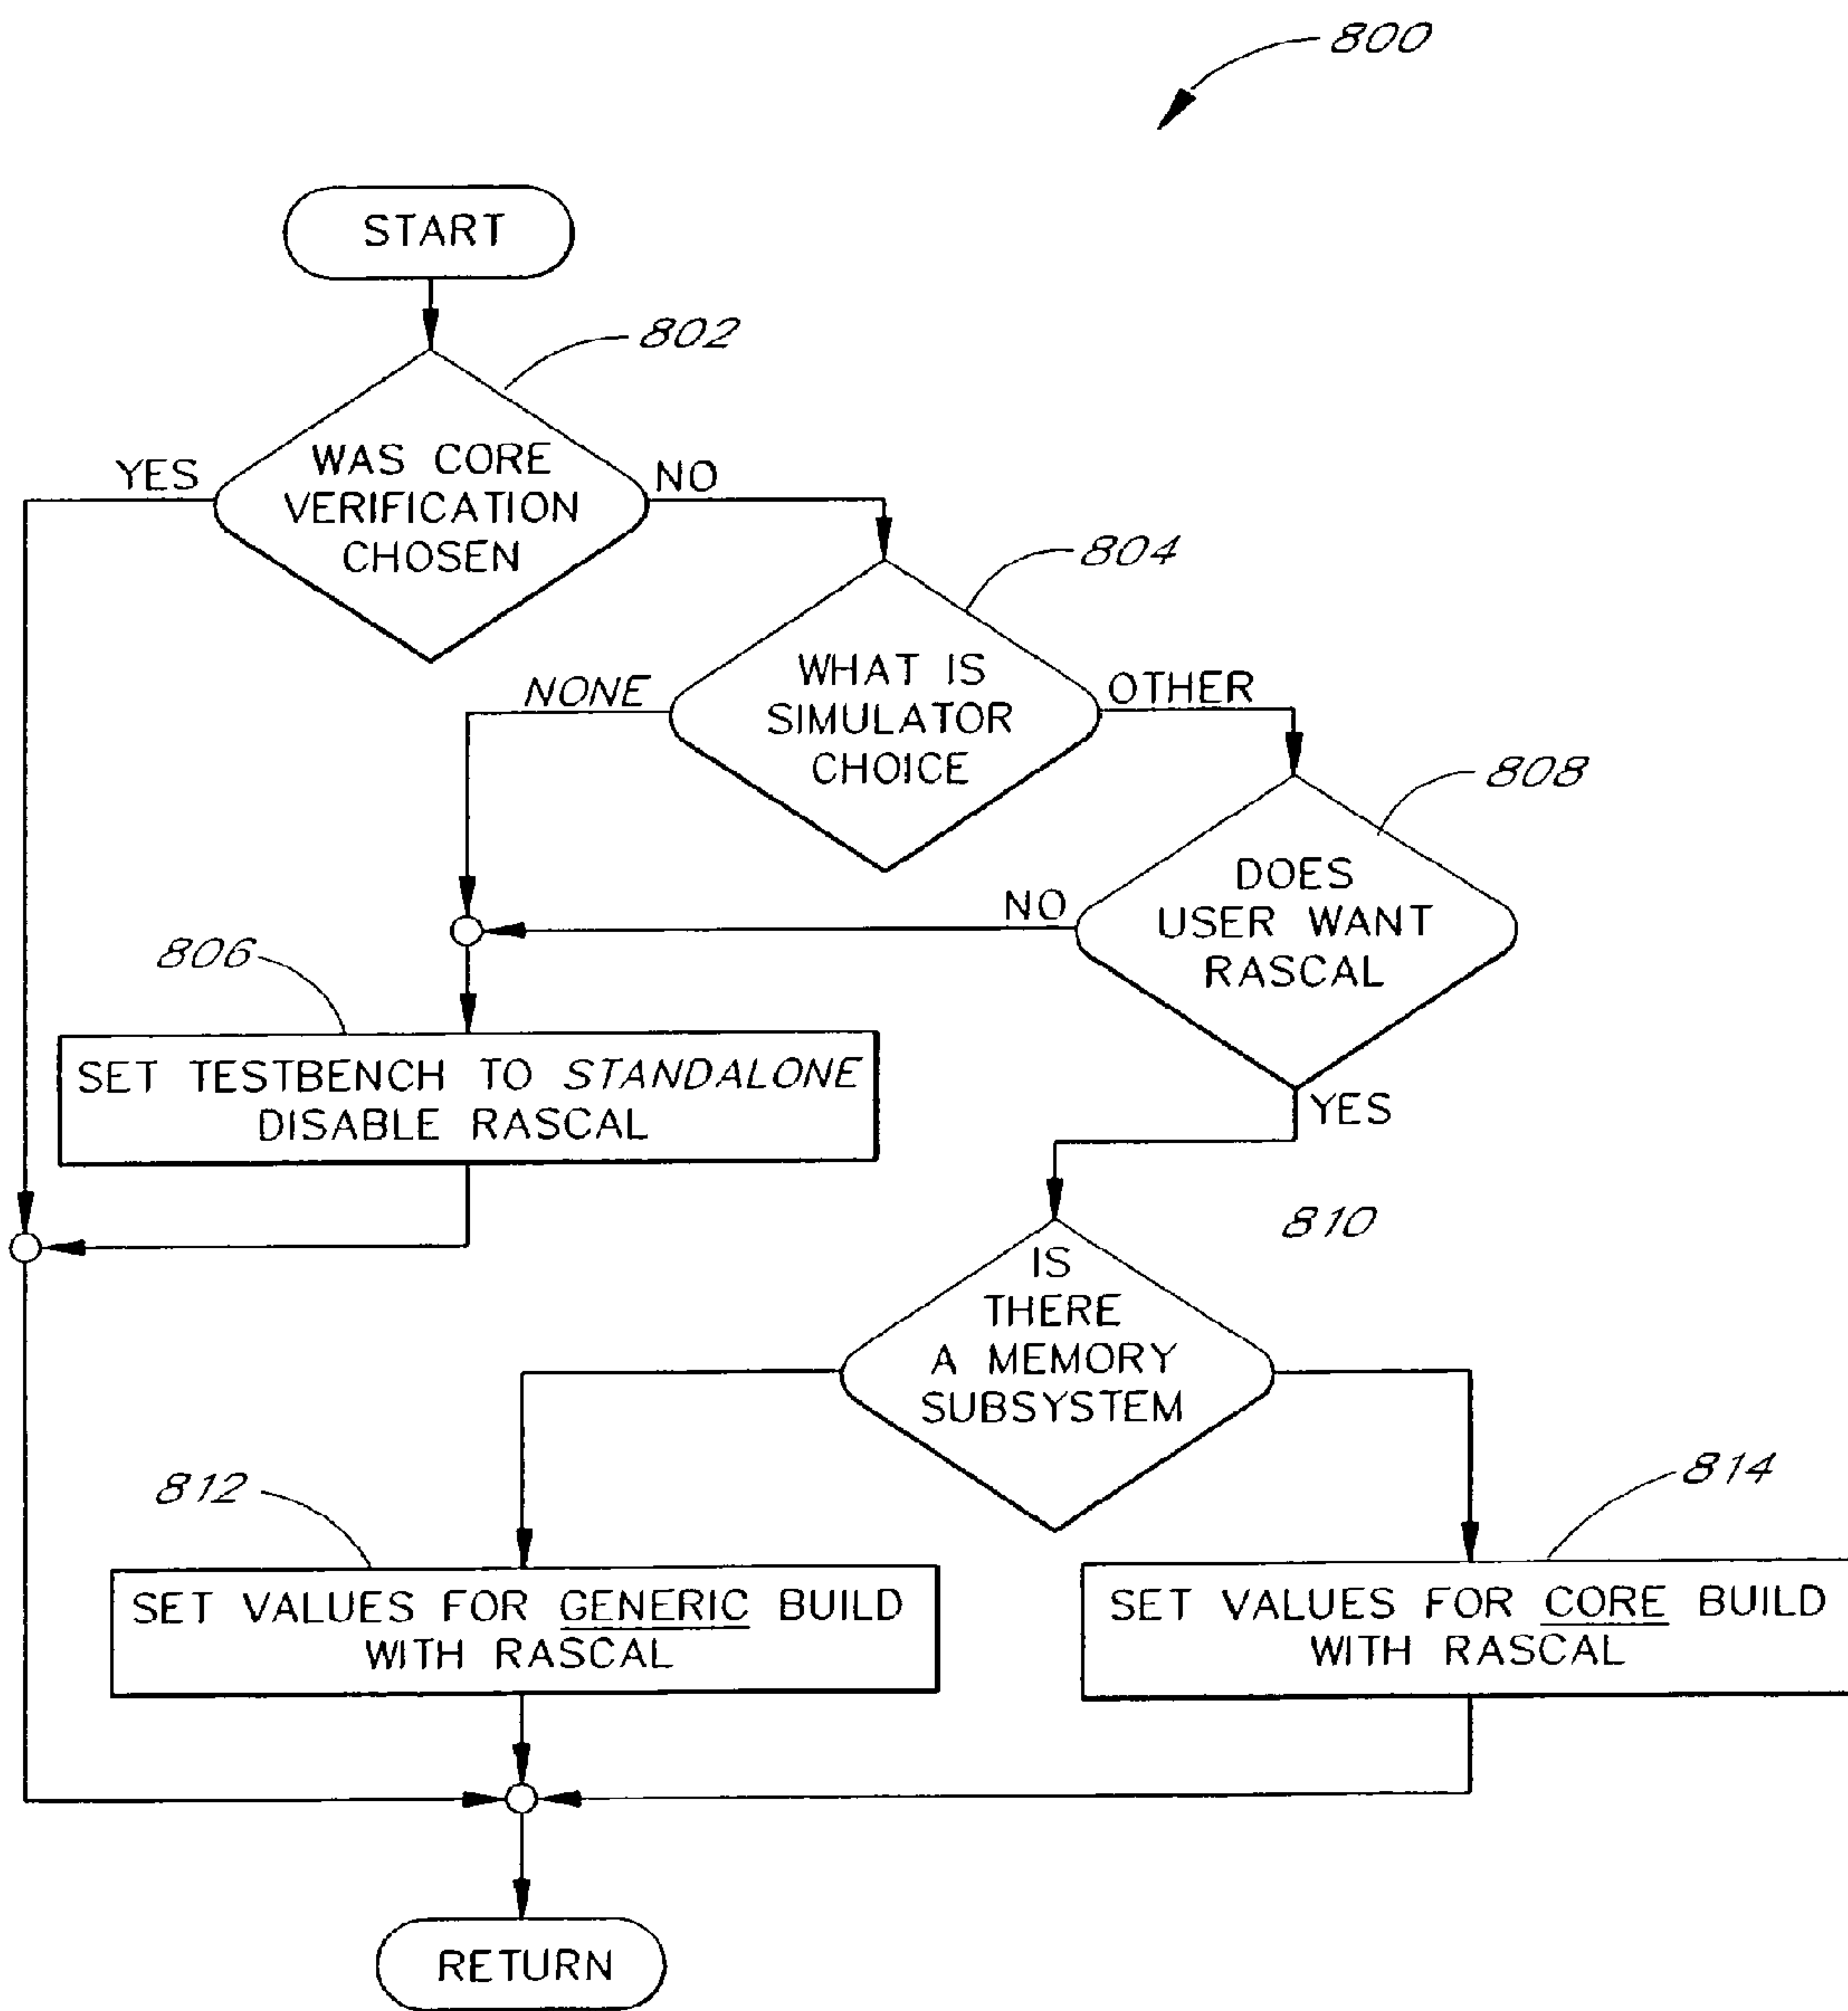 800
START
802
WAS CORE
VERIFICATION
CHOSEN
YES
NO
804
WHAT IS
SIMULATOR
CHOICE
NONE
OTHER
808
DOES
USER WANT
RASCAL
NO
YES
806
SET TESTBENCH TO STANDALONE
DISABLE RASCAL
810
IS
THERE
A MEMORY
SUBSYSTEM
812
SET VALUES FOR GENERIC BUILD
WITH RASCAL
814
SET VALUES FOR CORE BUILD
WITH RASCAL
RETURN